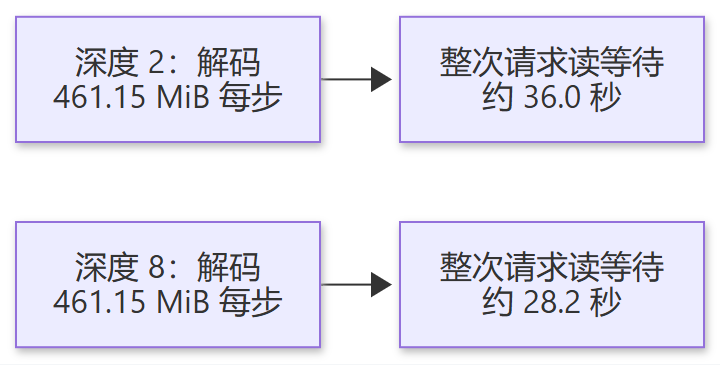 深度 2：解码
461.15 MiB 每步
整次请求读等待
约 36.0 秒
深度 8：解码
461.15 MiB 每步
整次请求读等待
约 28.2 秒